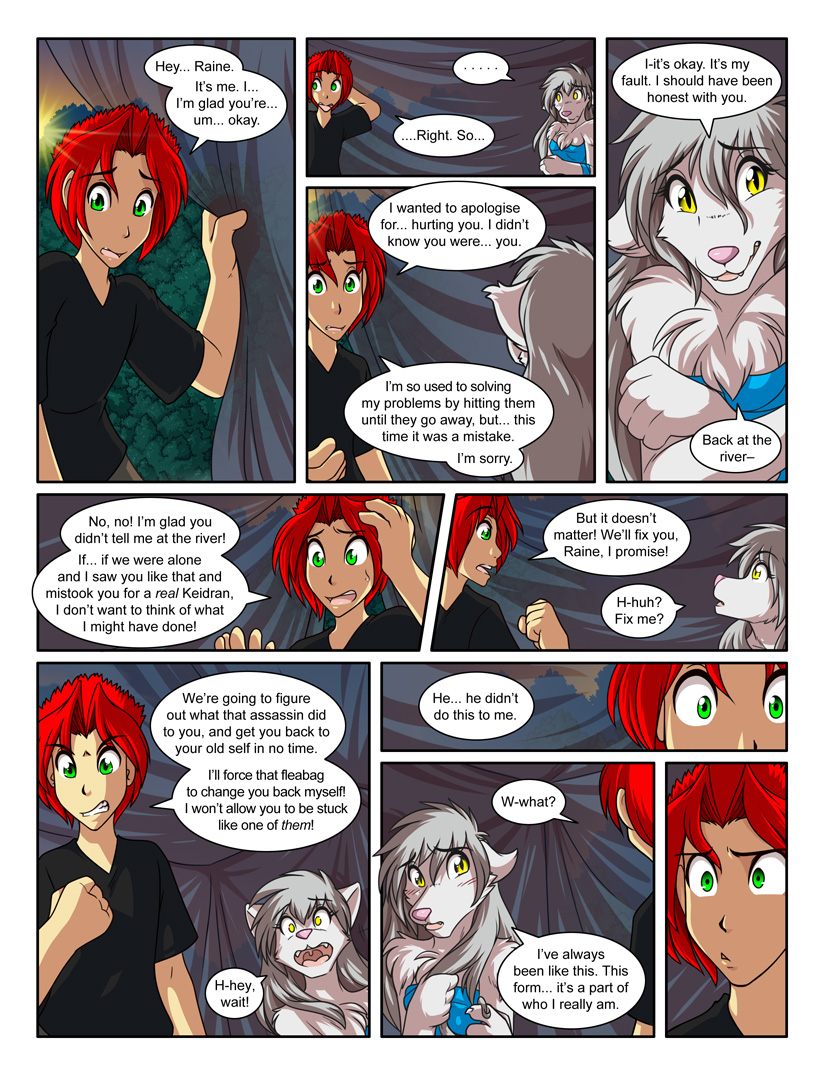 Hey... Raine.
It's me. I...
I'm glad you're...
um... okay.
. . . . .
....Right. So...
I wanted to apologise
for... hurting you. I didn't
know you were... you.
I'm so used to solving
my problems by hitting them
until they go away, but... this
time it was a mistake.
I'm sorry.
I-it's okay. It's my
fault. I should have been
honest with you.
Back at the
river–
No, no! I'm glad you
didn't tell me at the river!
If... if we were alone
and I saw you like that and
mistook you for a real Keidran,
I don't want to think of what
I might have done!
But it doesn't
matter! We'll fix you,
Raine, I promise!
H-huh?
Fix me?
We're going to figure
out what that assassin did
to you, and get you back to
your old self in no time.
I'll force that fleabag
to change you back myself!
I won't allow you to be stuck
like one of them!
H-hey,
wait!
He... he didn't
do this to me.
W-what?
I've always
been like this. This
form... it's a part of
who I really am.